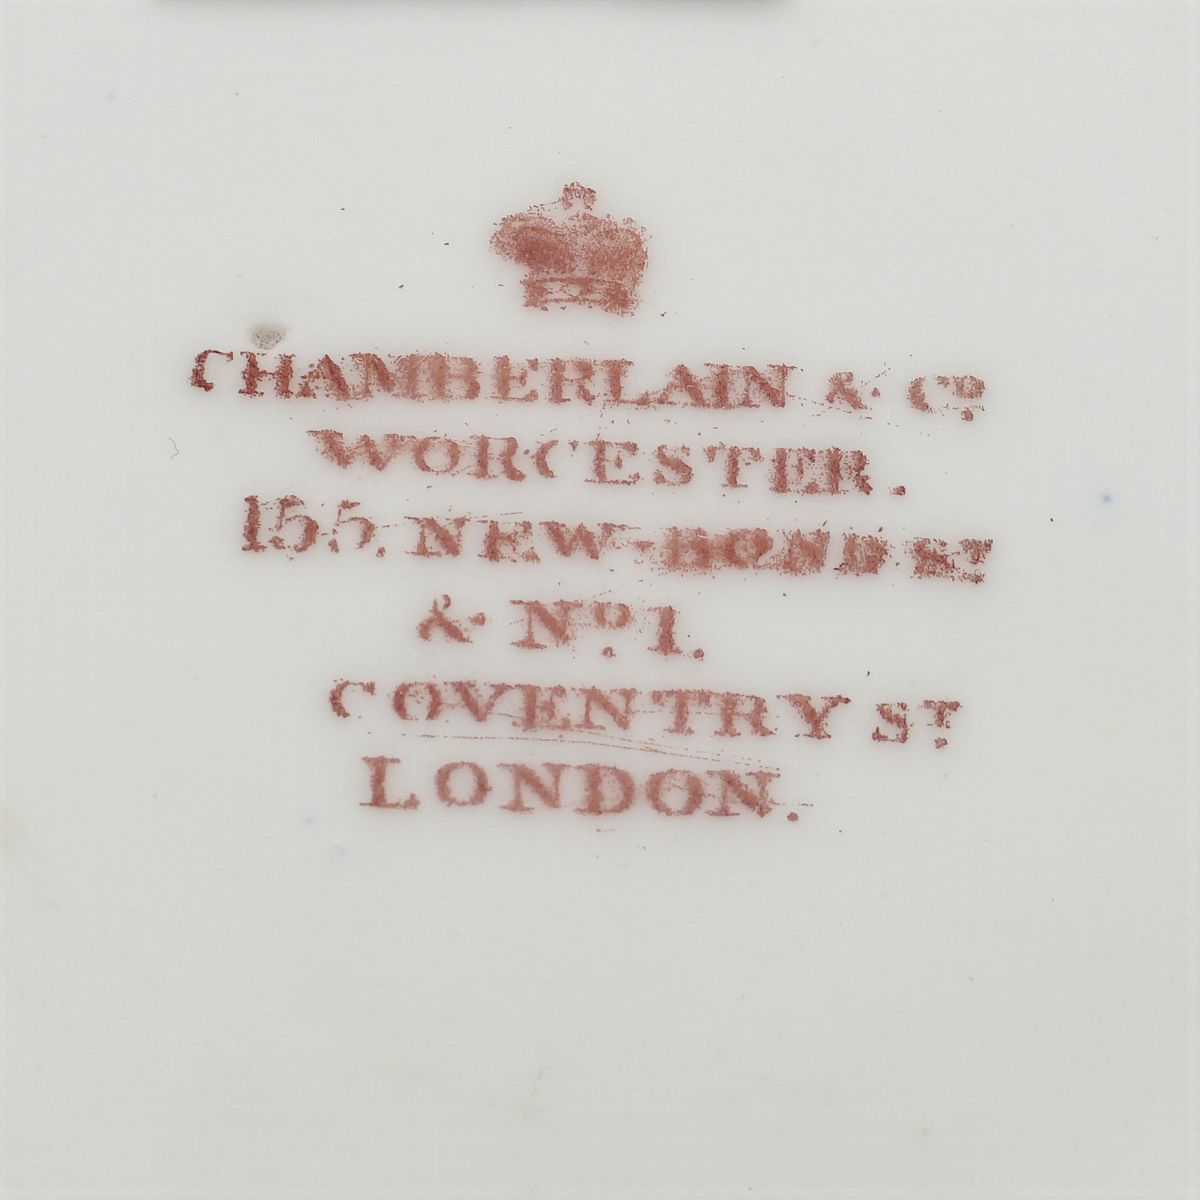 CHAMBERLAIN & Cº
WORCESTER.
155, NEW-BOND Sᵀ
& Nº 1.
COVENTRY Sᵀ
LONDON.